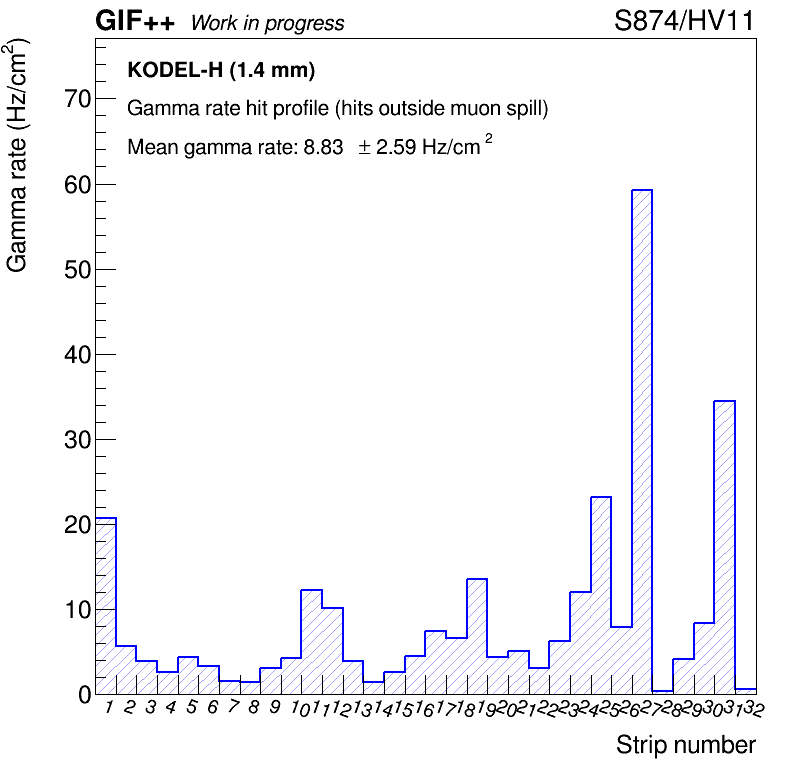 GIF++ Work in progress S874/HV11
KODEL-H (1.4 mm)
Gamma rate hit profile (hits outside muon spill)
Mean gamma rate: 8.83 ± 2.59 Hz/cm²
Gamma rate (Hz/cm²)
70
60
50
40
30
20
10
0
1 2 3 4 5 6 7 8 9 10 11 12 13 14 15 16 17 18 19 20 21 22 23 24 25 26 27 28 29 30 31 32
Strip number